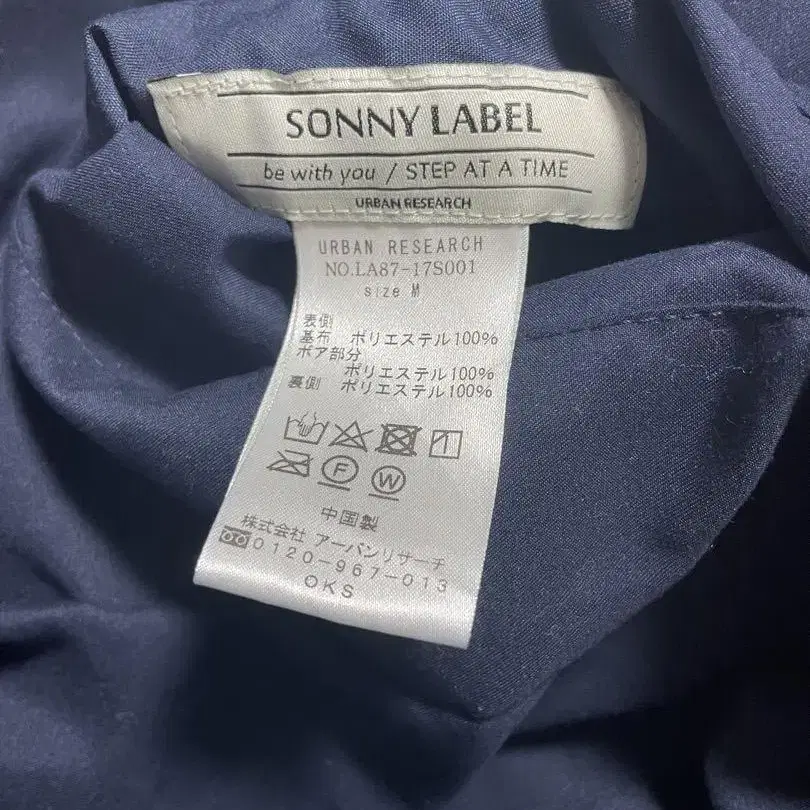 SONNY LABEL
be with you / STEP AT A TIME
URBAN RESEARCH
URBAN RESEARCH
NO.LA87-17S001
size M
表側
基布 ポリエステル100%
ボア部分
ポリエステル100%
裏側 ポリエステル100%
F W
中国製
株式会社 アーバンリサーチ
0120-967-013
OKS